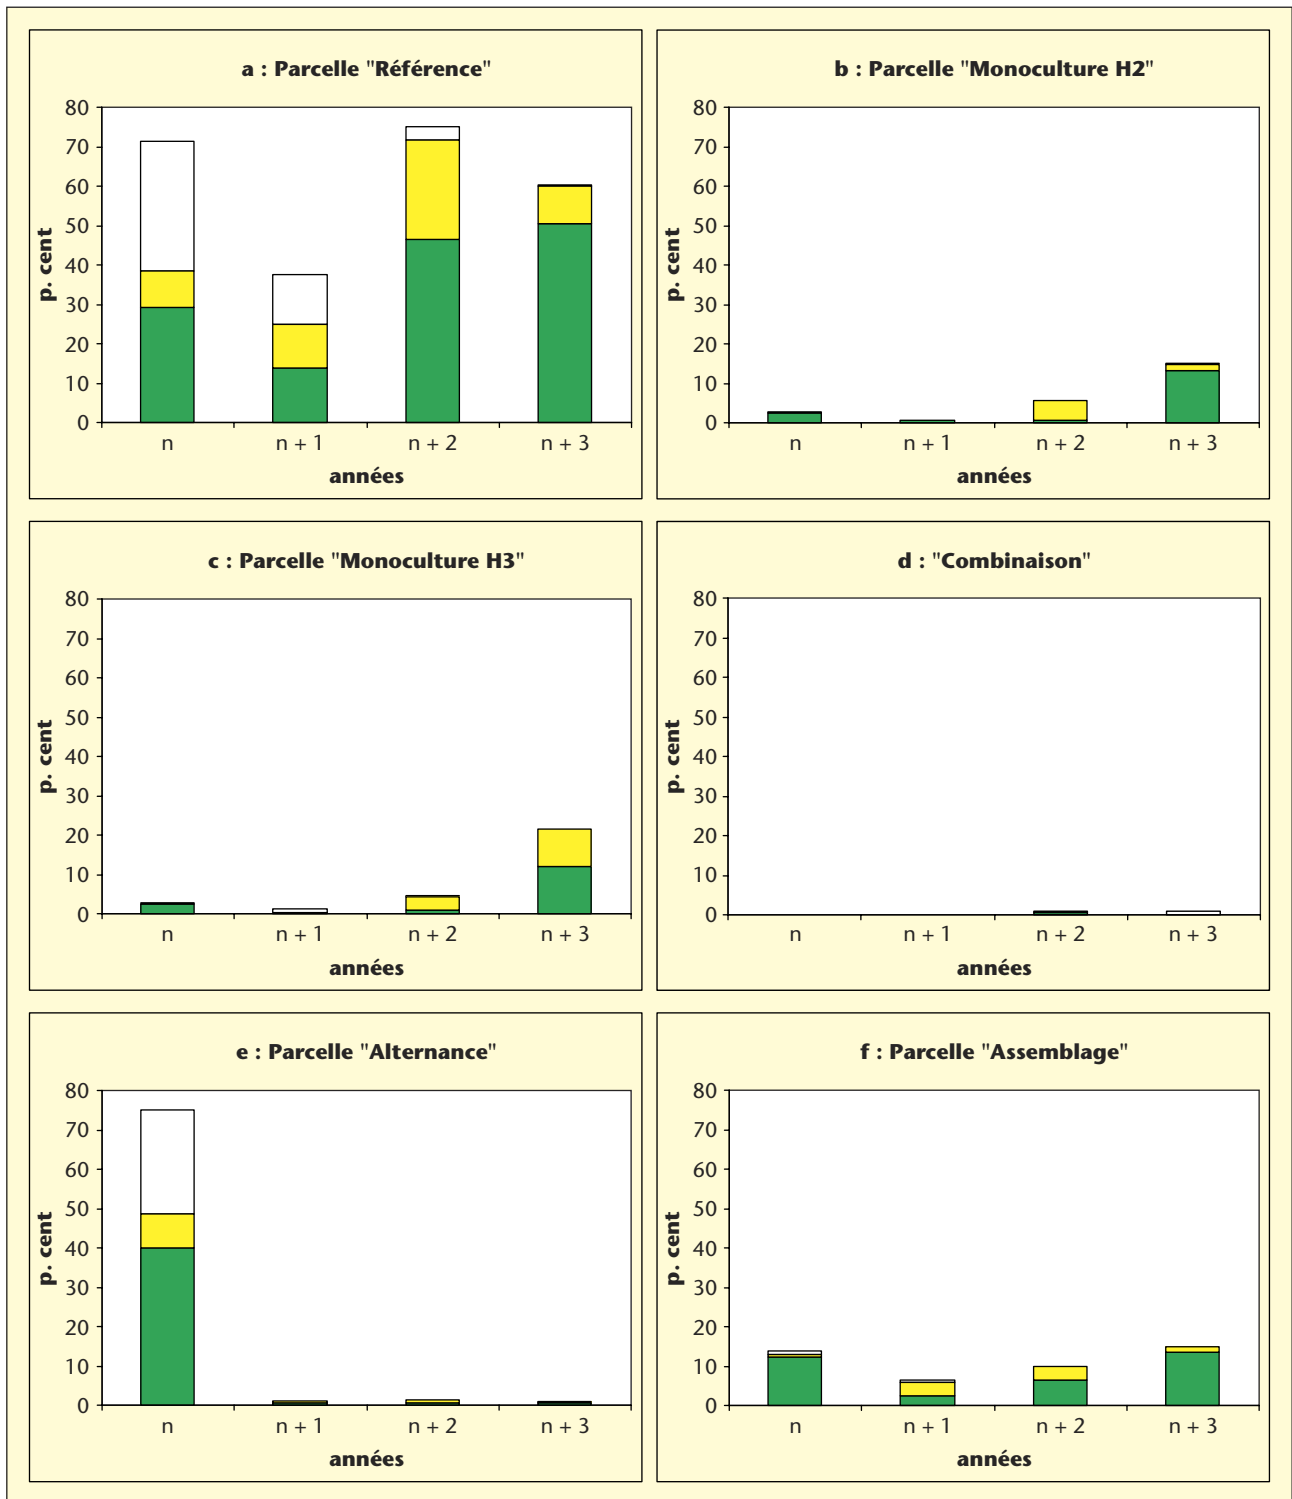 a : Parcelle "Référence"
80
70
60
50
40
30
20
10
0
p. cent
n n + 1 n + 2 n + 3
années
b : Parcelle "Monoculture H2"
80
70
60
50
40
30
20
10
0
p. cent
n n + 1 n + 2 n + 3
années
c : Parcelle "Monoculture H3"
80
70
60
50
40
30
20
10
0
p. cent
n n + 1 n + 2 n + 3
années
d : "Combinaison"
80
70
60
50
40
30
20
10
0
p. cent
n n + 1 n + 2 n + 3
années
e : Parcelle "Alternance"
80
70
60
50
40
30
20
10
0
p. cent
n n + 1 n + 2 n + 3
années
f : Parcelle "Assemblage"
80
70
60
50
40
30
20
10
0
p. cent
n n + 1 n + 2 n + 3
années